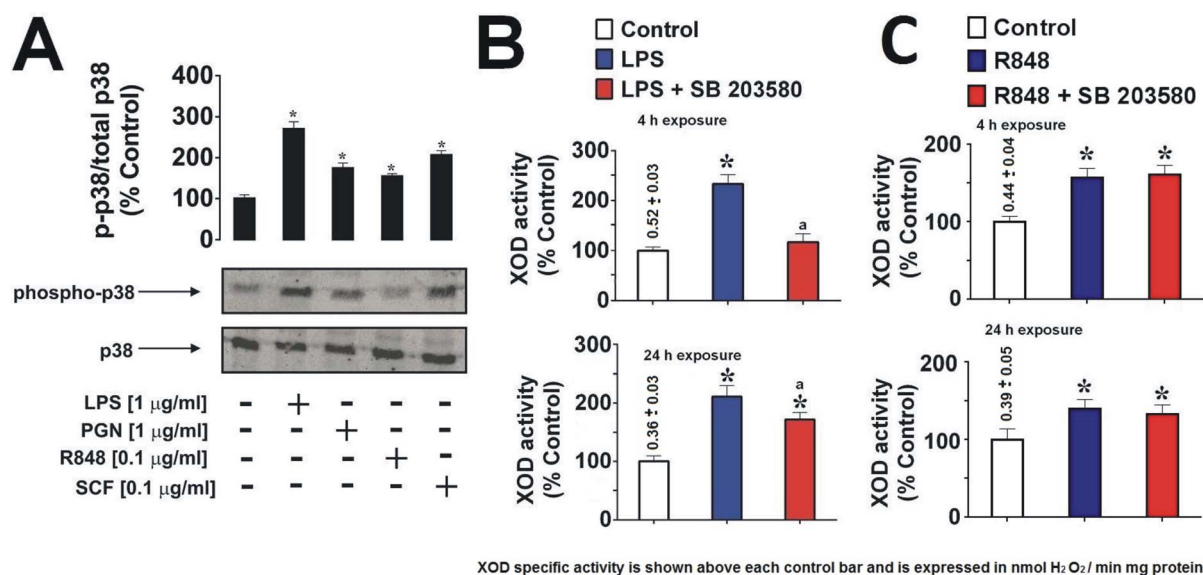 A
p-p38/total p38
(% Control)
400
300
200
100
0
*
*
*
*
phospho-p38
p38
LPS [1 μg/ml] - + - - -
PGN [1 μg/ml] - - + - -
R848 [0.1 μg/ml] - - - + -
SCF [0.1 μg/ml] - - - - +
B
Control
LPS
LPS + SB 203580
4 h exposure
XOD activity
(% Control)
300
200
100
0
0.52 ± 0.03
*
a
24 h exposure
XOD activity
(% Control)
300
200
100
0
0.36 ± 0.03
*
a
*
C
Control
R848
R848 + SB 203580
4 h exposure
XOD activity
(% Control)
200
150
100
50
0
0.44 ± 0.04
*
*
24 h exposure
XOD activity
(% Control)
200
150
100
50
0
0.39 ± 0.05
*
*
XOD specific activity is shown above each control bar and is expressed in nmol H₂O₂ / min mg protein